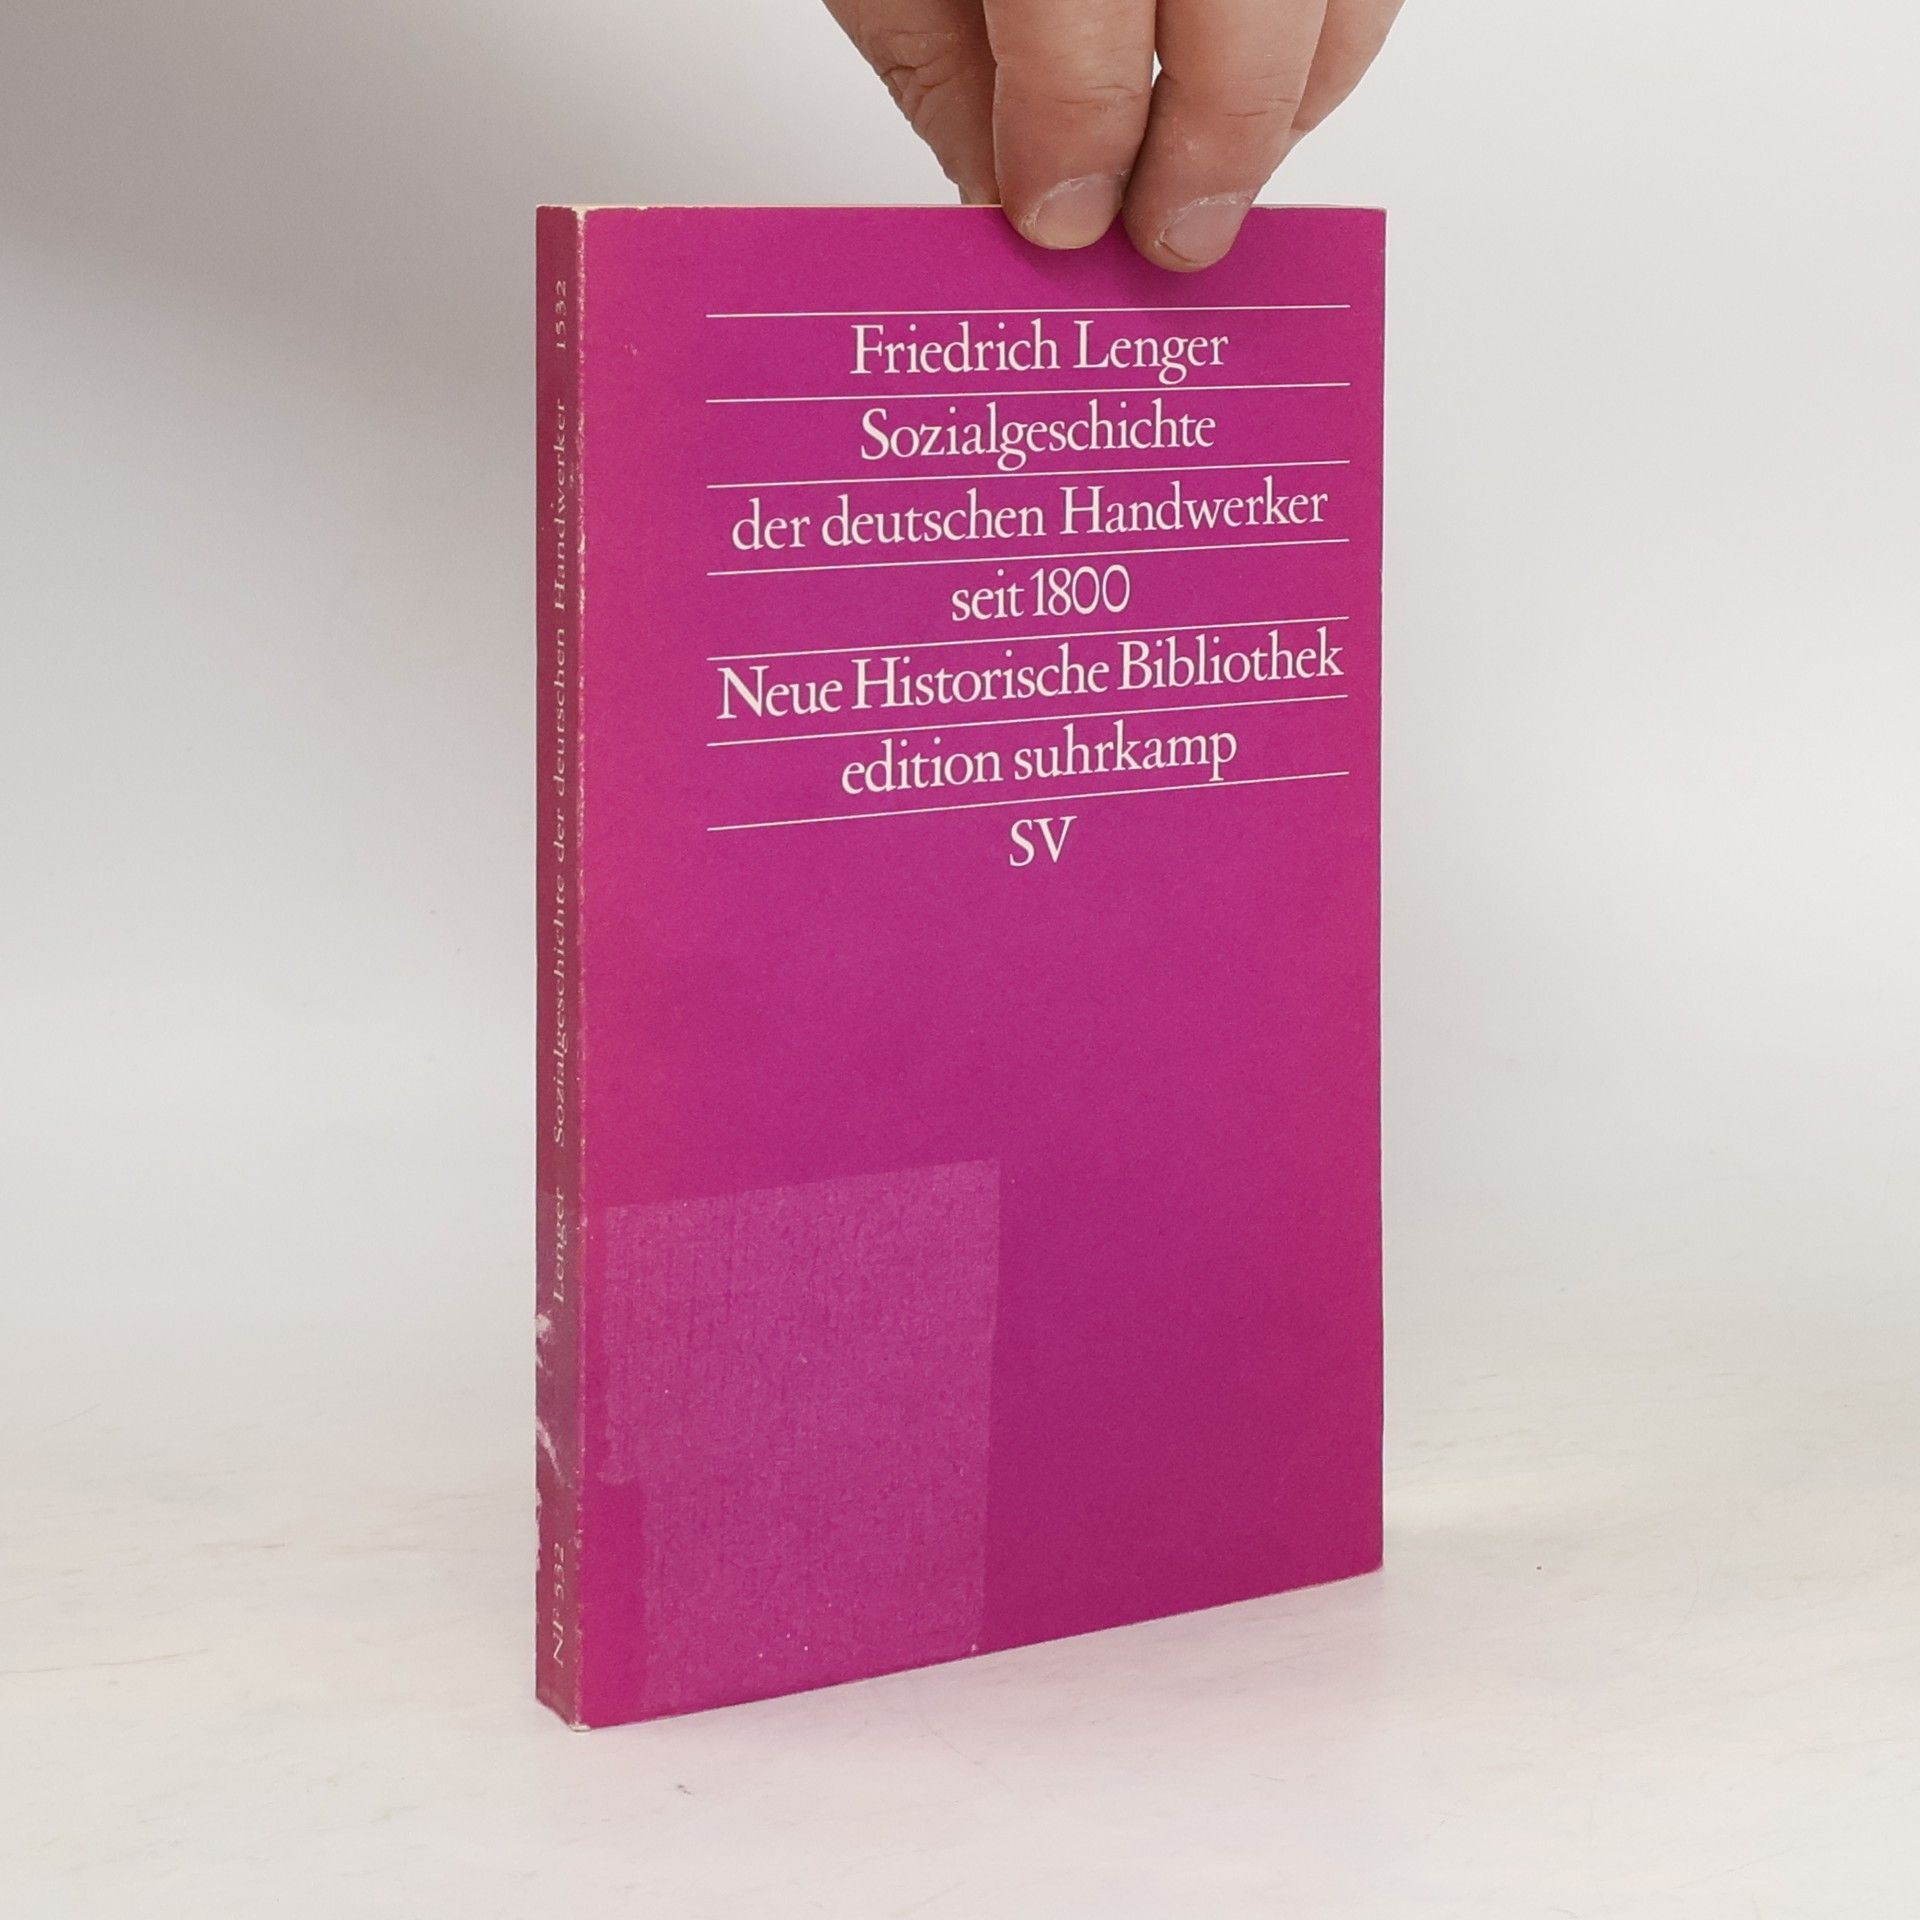 Friedrich Lenger
Sozialgeschichte
der deutschen Handwerker
seit 1800
Neue Historische Bibliothek
edition suhrkamp
SV
Lenger Sozialgeschichte der deutschen Handwerker 1532
NF 532